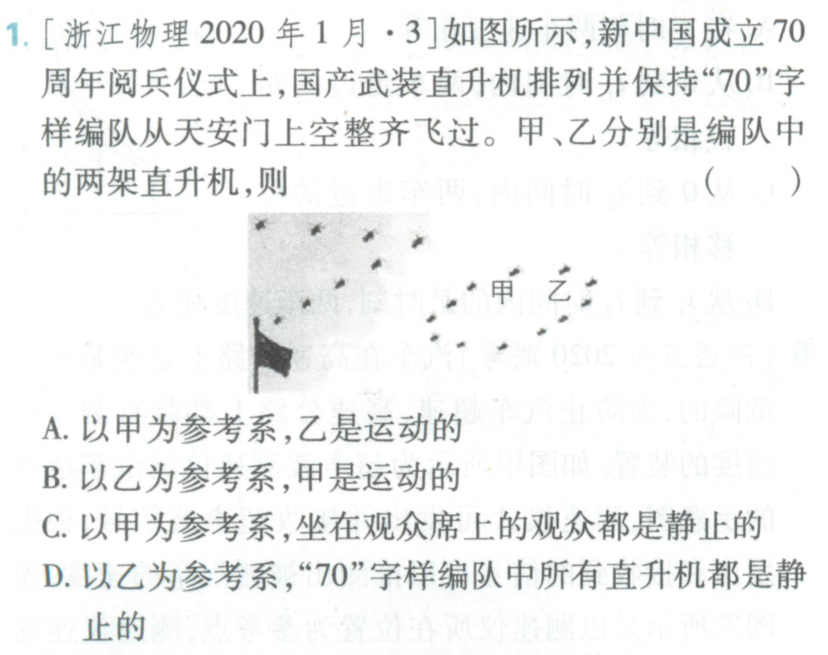 1. [浙江物理2020年1月·3]如图所示,新中国成立70
周年阅兵仪式上,国产武装直升机排列并保持“70”字
样编队从天安门上空整齐飞过。甲、乙分别是编队中
的两架直升机,则 ( )
甲 乙
A. 以甲为参考系,乙是运动的
B. 以乙为参考系,甲是运动的
C. 以甲为参考系,坐在观众席上的观众都是静止的
D. 以乙为参考系,“70”字样编队中所有直升机都是静
止的